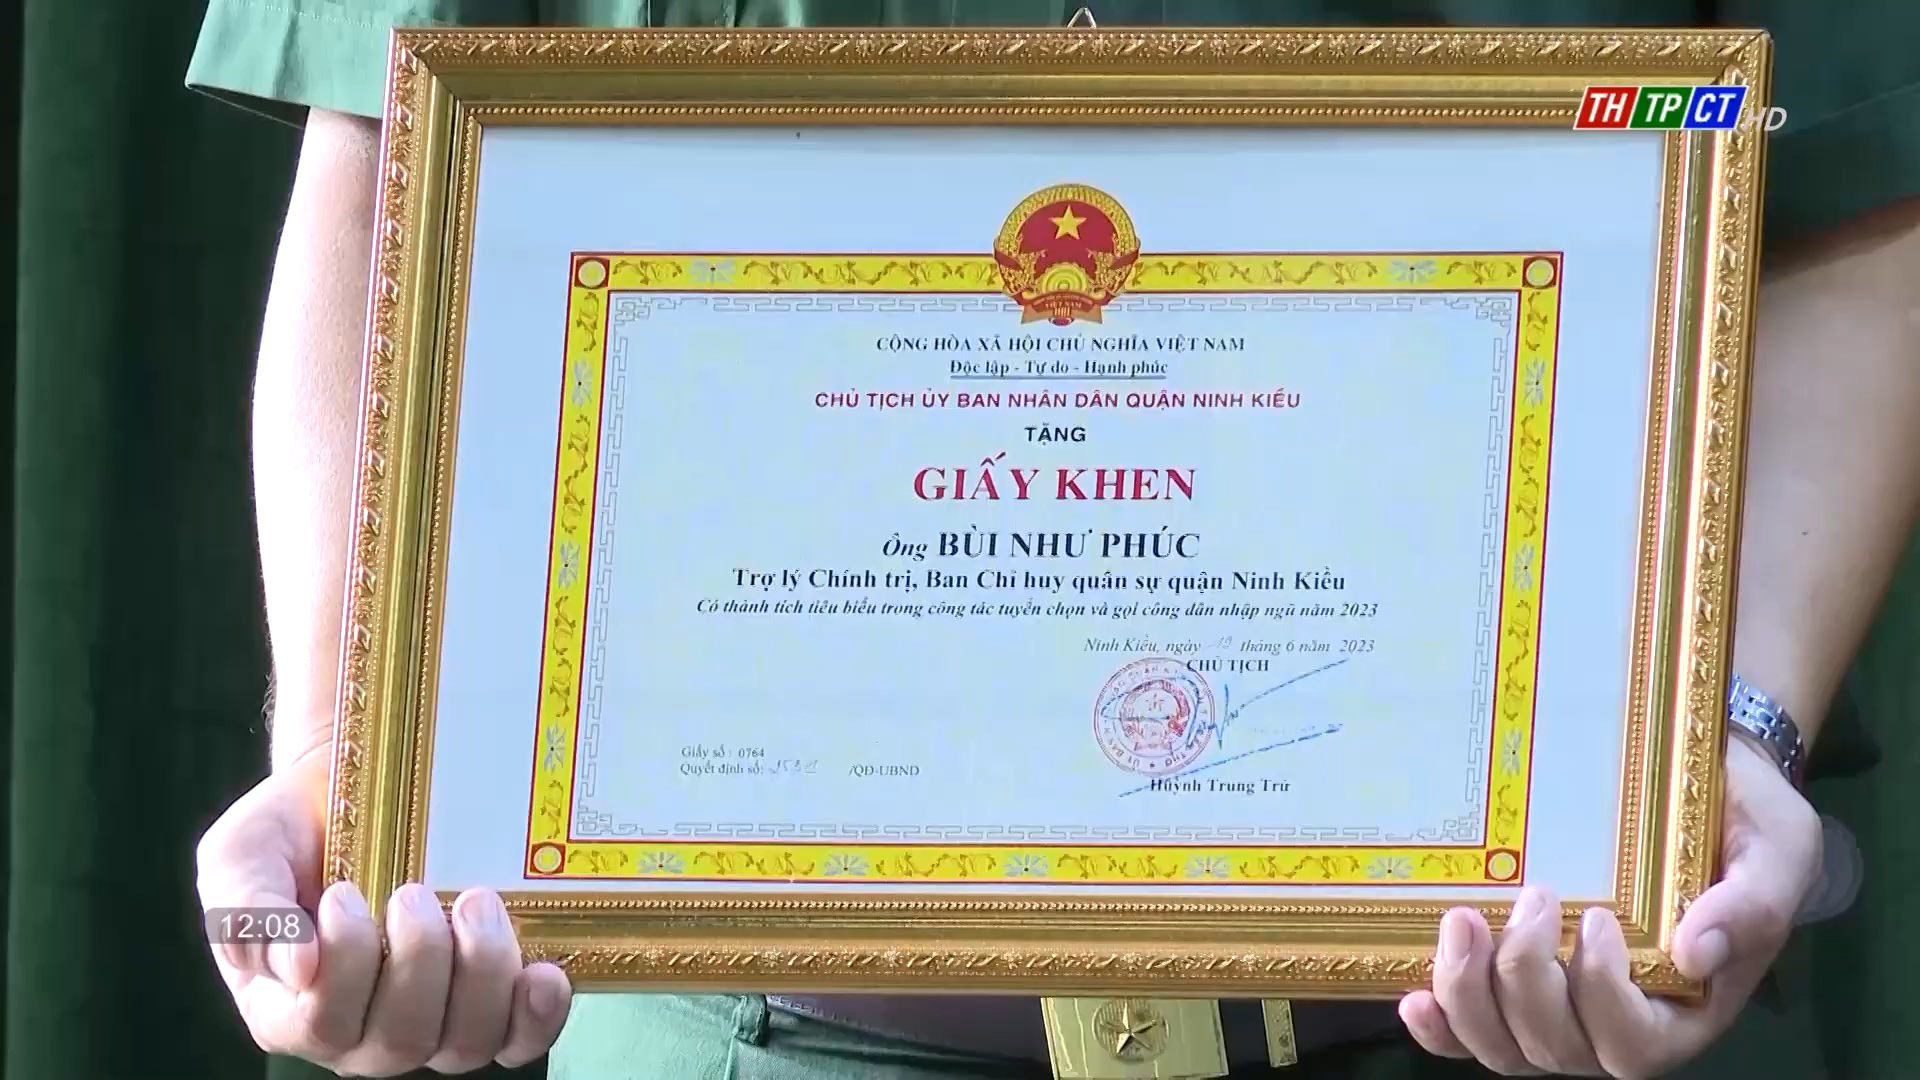 THTPCT HD
CỘNG HÒA XÃ HỘI CHỦ NGHĨA VIỆT NAM
Độc lập - Tự do - Hạnh phúc
CHỦ TỊCH ỦY BAN NHÂN DÂN QUẬN NINH KIỀU
TẶNG
GIẤY KHEN
Ông BÙI NHƯ PHÚC
Trợ lý Chính trị, Ban Chỉ huy quân sự quận Ninh Kiều
Có thành tích tiêu biểu trong công tác tuyển chọn và gọi công dân nhập ngũ năm 2023
Ninh Kiều, ngày 19 tháng 6 năm 2023
CHỦ TỊCH
Giấy số : 0764
Quyết định số: /QĐ-UBND
Huỳnh Trung Trứ
12:08